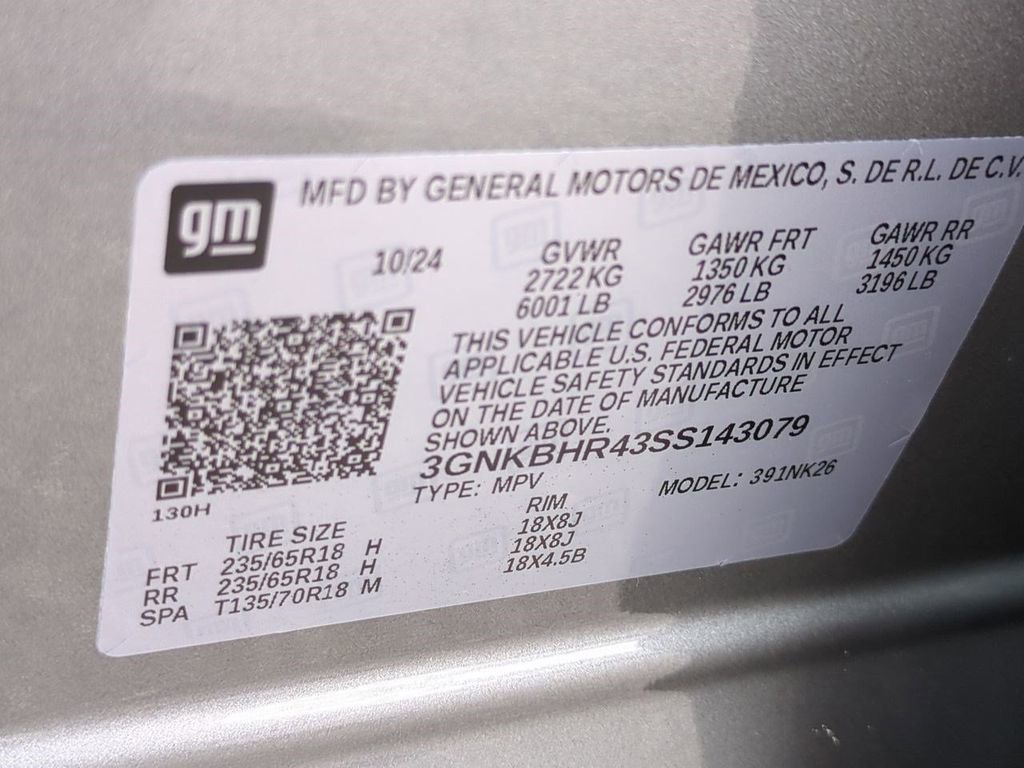 gm
MFD BY GENERAL MOTORS DE MEXICO, S. DE R.L. DE C.V.
10/24 GVWR GAWR FRT GAWR RR
2722 KG 1350 KG 1450 KG
6001 LB 2976 LB 3196 LB
THIS VEHICLE CONFORMS TO ALL
APPLICABLE U.S. FEDERAL MOTOR
VEHICLE SAFETY STANDARDS IN EFFECT
ON THE DATE OF MANUFACTURE
SHOWN ABOVE.
3GNKBHR43SS143079
TYPE: MPV MODEL: 391NK26
130H
TIRE SIZE RIM
FRT 235/65R18 H 18X8J
RR 235/65R18 H 18X8J
SPA T135/70R18 M 18X4.5B